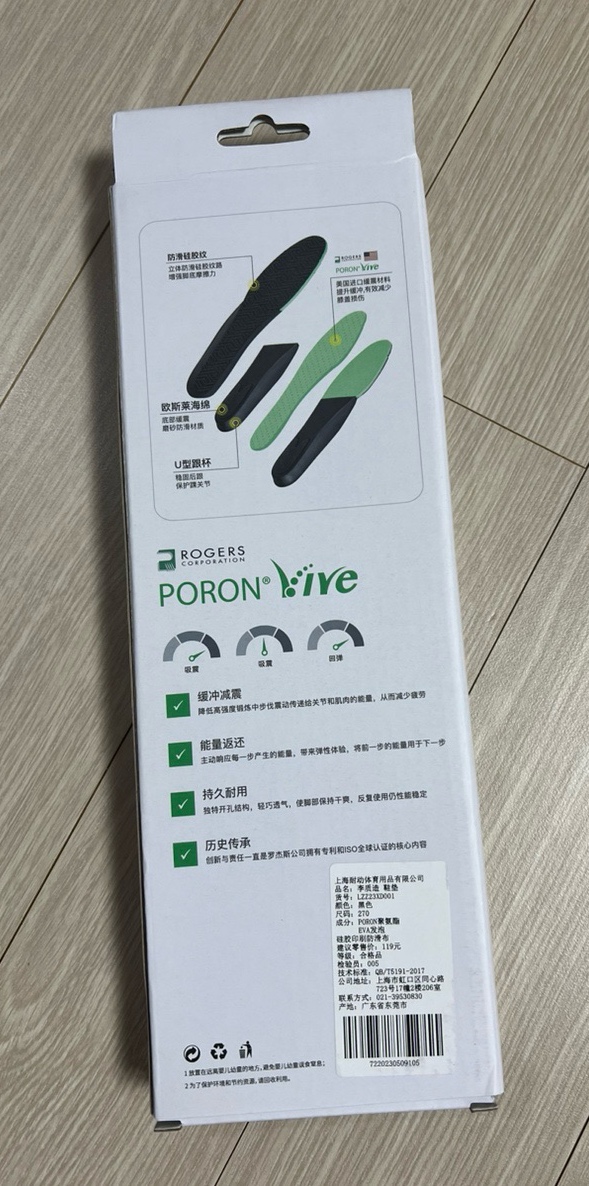 防滑硅胶纹
立体防滑硅胶纹路
增强脚底摩擦力
ROGERS
PORON Vive
美国进口缓震材料
提升缓冲,有效减少
膝盖损伤
欧斯莱海绵
底部缓震
磨砂防滑材质
U型跟杯
稳固后跟
保护踝关节
ROGERS
CORPORATION
PORON® Vive
吸震
吸震
回弹
缓冲减震
降低高强度锻炼中步伐震动传递给关节和肌肉的能量，从而减少疲劳
能量返还
主动响应每一步产生的能量，带来弹性体验，将前一步的能量用于下一步
持久耐用
独特开孔结构，轻巧透气，使脚部保持干爽，反复使用仍性能稳定
历史传承
创新与责任一直是罗杰斯公司拥有专利和ISO全球认证的核心内容
上海耐动体育用品有限公司
品名：李质造 鞋垫
货号：LZZ23XD001
颜色：黑色
尺码：270
成分：PORON聚氨酯
EVA发泡
硅胶印刷防滑布
建议零售价：119元
等级：合格品
检验员：005
技术标准：QB/T5191-2017
公司地址：上海市虹口区同心路
723号17幢2楼206室
联系方式：021-39530830
产地：广东省东莞市
7220230509105
1 放置在远离婴儿幼童的地方,避免婴儿幼童误食窒息；
2 为了保护环境和节约资源,请回收利用。